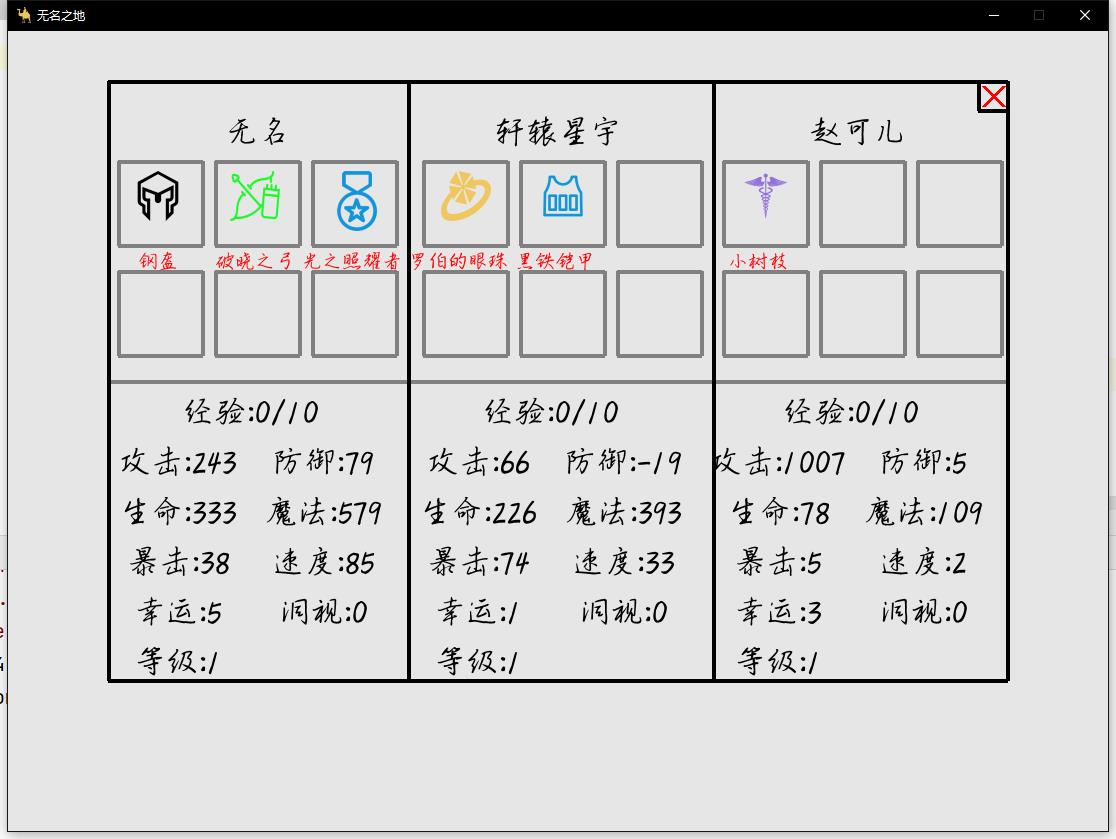 无名之地
无名 轩辕星宇 赵可儿
钢盔 破晓之弓 光之照耀者 罗伯的眼珠 黑铁铠甲 小树枝
经验:0/10 经验:0/10 经验:0/10
攻击:243 防御:79 攻击:66 防御:-19 攻击:1007 防御:5
生命:333 魔法:579 生命:226 魔法:393 生命:78 魔法:109
暴击:38 速度:85 暴击:74 速度:33 暴击:5 速度:2
幸运:5 洞视:0 幸运:1 洞视:0 幸运:3 洞视:0
等级:1 等级:1 等级:1